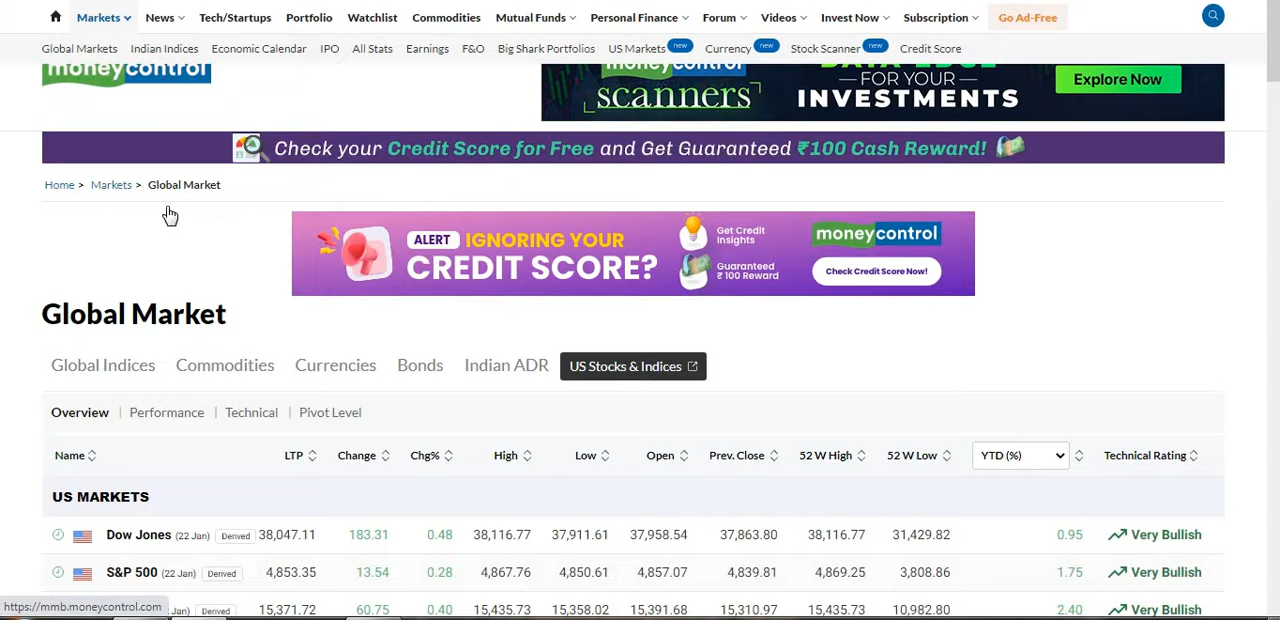 Markets News Tech/Startups Portfolio Watchlist Commodities Mutual Funds Personal Finance Forum Videos Invest Now Subscription Go Ad-Free
Global Markets Indian Indices Economic Calendar IPO All Stats Earnings F&O Big Shark Portfolios US Markets new Currency new Stock Scanner new Credit Score
moneycontrol
moneycontrol
scanners
DATA EDGE
FOR YOUR
INVESTMENTS
Explore Now
Check your Credit Score for Free and Get Guaranteed ₹100 Cash Reward!
Home > Markets > Global Market
ALERT IGNORING YOUR
CREDIT SCORE?
Get Credit
Insights
Guaranteed
₹100 Reward
moneycontrol
Check Credit Score Now!
Global Market
Global Indices Commodities Currencies Bonds Indian ADR US Stocks & Indices
Overview | Performance | Technical | Pivot Level
Name LTP Change Chg% High Low Open Prev. Close 52 W High 52 W Low YTD (%) Technical Rating
US MARKETS
Dow Jones (22 Jan) Derived 38,047.11 183.31 0.48 38,116.77 37,911.61 37,958.54 37,863.80 38,116.77 31,429.82 0.95 Very Bullish
S&P 500 (22 Jan) Derived 4,853.35 13.54 0.28 4,867.76 4,850.61 4,857.07 4,839.81 4,869.25 3,808.86 1.75 Very Bullish
Jan) Derived 15,371.72 60.75 0.40 15,435.73 15,358.02 15,391.68 15,310.97 15,435.73 10,982.80 2.40 Very Bullish
https://mmb.moneycontrol.com